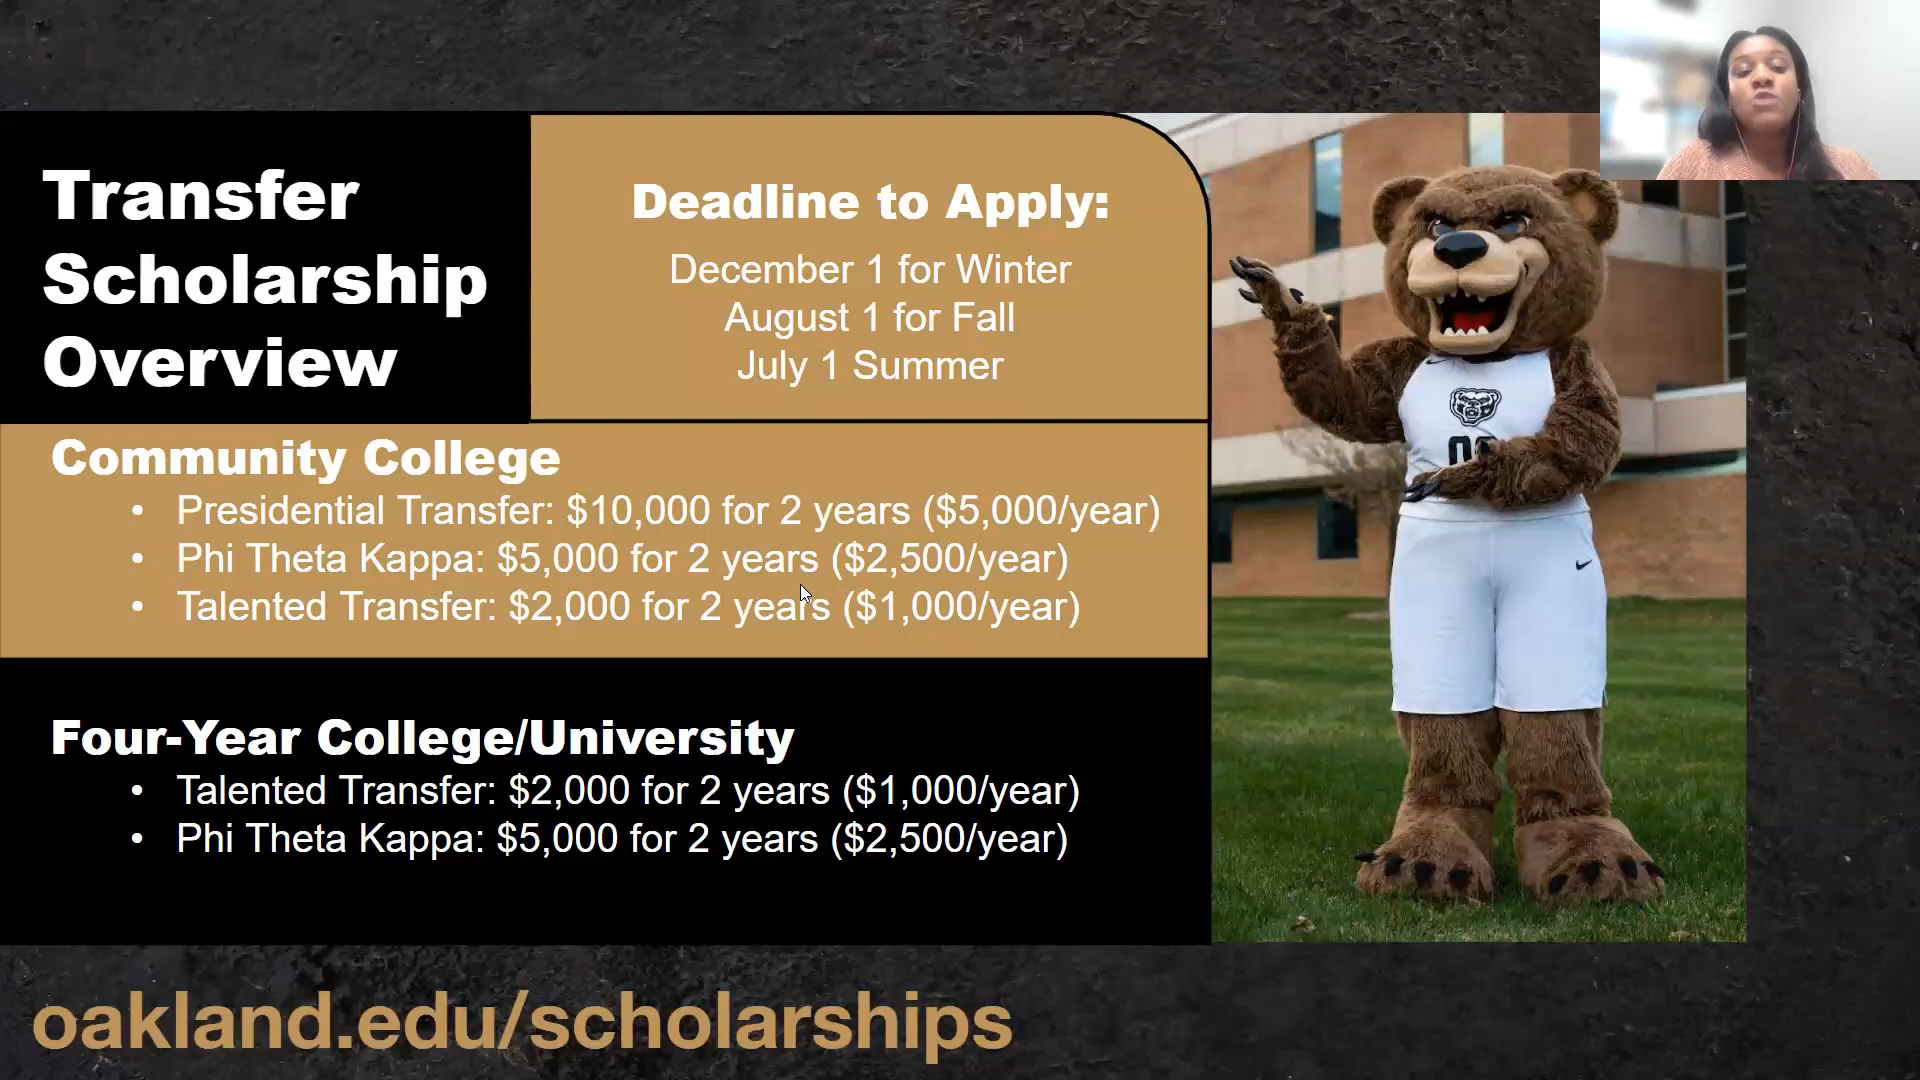 Transfer
Scholarship
Overview
Deadline to Apply:
December 1 for Winter
August 1 for Fall
July 1 Summer
Community College
• Presidential Transfer: $10,000 for 2 years ($5,000/year)
• Phi Theta Kappa: $5,000 for 2 years ($2,500/year)
• Talented Transfer: $2,000 for 2 years ($1,000/year)
Four-Year College/University
• Talented Transfer: $2,000 for 2 years ($1,000/year)
• Phi Theta Kappa: $5,000 for 2 years ($2,500/year)
oakland.edu/scholarships